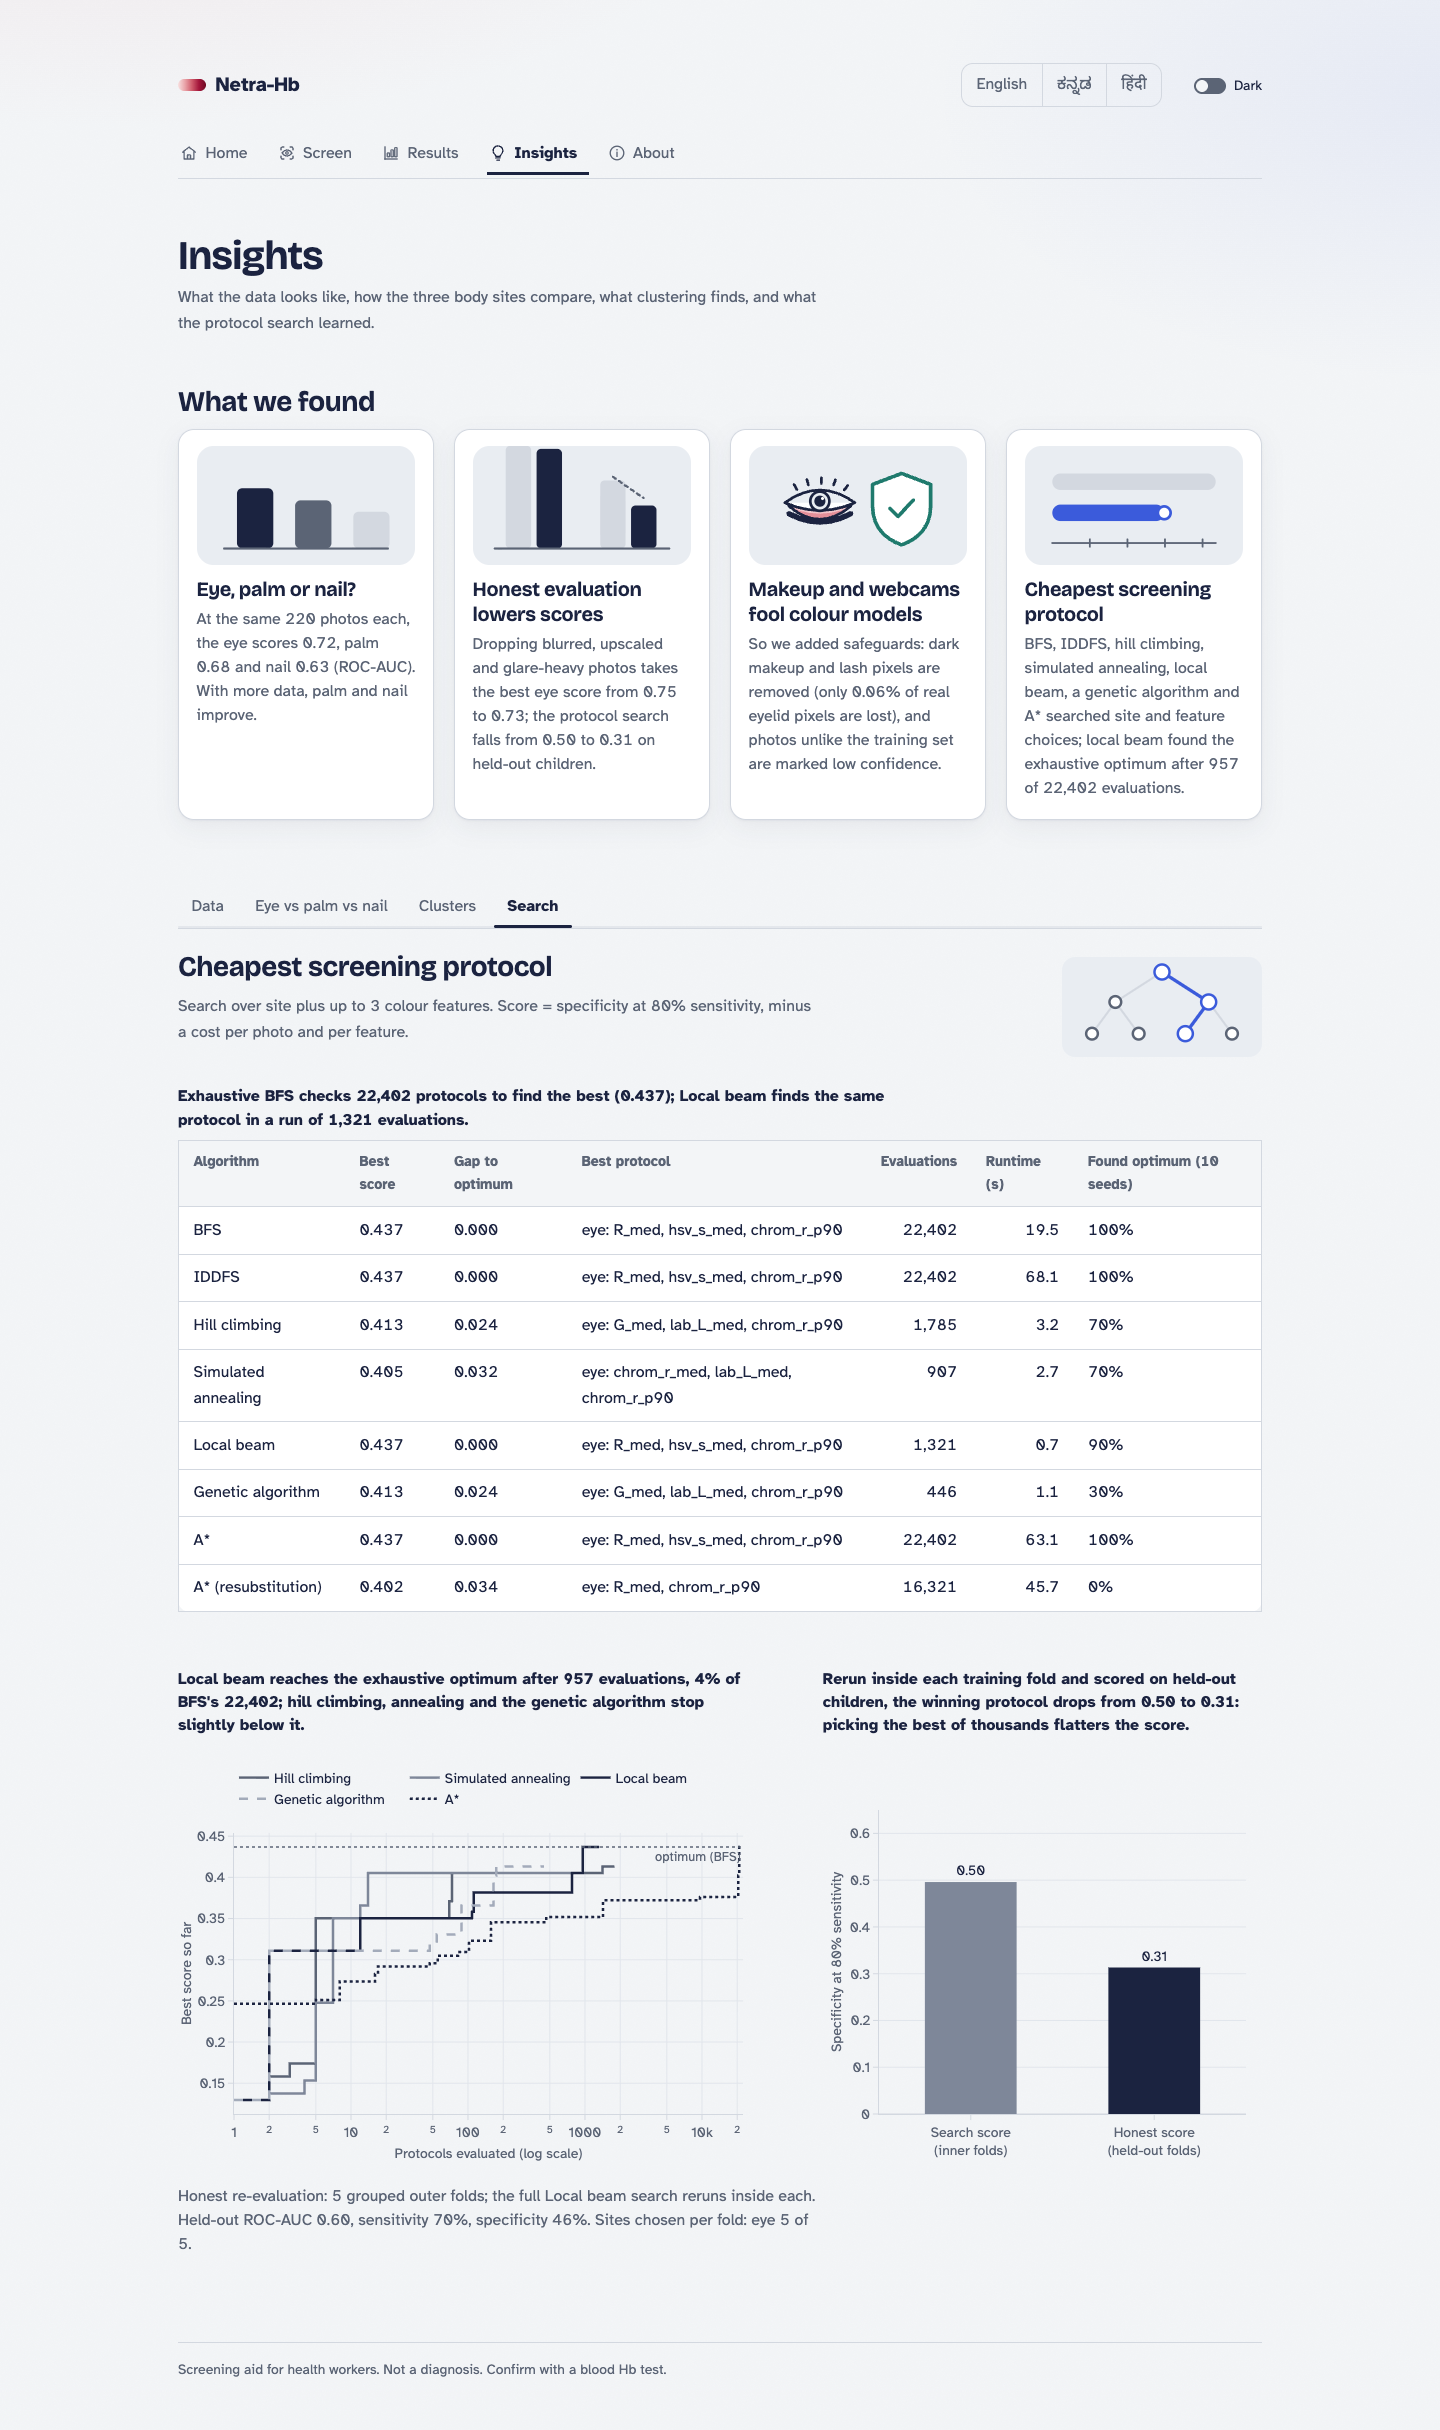 Netra-Hb
English ಕನ್ನಡ हिंदी Dark
Home Screen Results Insights About
Insights
What the data looks like, how the three body sites compare, what clustering finds, and what
the protocol search learned.
What we found
Eye, palm or nail?
At the same 220 photos each,
the eye scores 0.72, palm
0.68 and nail 0.63 (ROC-AUC).
With more data, palm and nail
improve.
Honest evaluation
lowers scores
Dropping blurred, upscaled
and glare-heavy photos takes
the best eye score from 0.75
to 0.73; the protocol search
falls from 0.50 to 0.31 on
held-out children.
Makeup and webcams
fool colour models
So we added safeguards: dark
makeup and lash pixels are
removed (only 0.06% of real
eyelid pixels are lost), and
photos unlike the training set
are marked low confidence.
Cheapest screening
protocol
BFS, IDDFS, hill climbing,
simulated annealing, local
beam, a genetic algorithm and
A* searched site and feature
choices; local beam found the
exhaustive optimum after 957
of 22,402 evaluations.
Data Eye vs palm vs nail Clusters Search
Cheapest screening protocol
Search over site plus up to 3 colour features. Score = specificity at 80% sensitivity, minus
a cost per photo and per feature.
Exhaustive BFS checks 22,402 protocols to find the best (0.437); Local beam finds the same
protocol in a run of 1,321 evaluations.
Algorithm Best score Gap to optimum Best protocol Evaluations Runtime (s) Found optimum (10 seeds)
BFS 0.437 0.000 eye: R_med, hsv_s_med, chrom_r_p90 22,402 19.5 100%
IDDFS 0.437 0.000 eye: R_med, hsv_s_med, chrom_r_p90 22,402 68.1 100%
Hill climbing 0.413 0.024 eye: G_med, lab_L_med, chrom_r_p90 1,785 3.2 70%
Simulated annealing 0.405 0.032 eye: chrom_r_med, lab_L_med, chrom_r_p90 907 2.7 70%
Local beam 0.437 0.000 eye: R_med, hsv_s_med, chrom_r_p90 1,321 0.7 90%
Genetic algorithm 0.413 0.024 eye: G_med, lab_L_med, chrom_r_p90 446 1.1 30%
A* 0.437 0.000 eye: R_med, hsv_s_med, chrom_r_p90 22,402 63.1 100%
A* (resubstitution) 0.402 0.034 eye: R_med, chrom_r_p90 16,321 45.7 0%
Local beam reaches the exhaustive optimum after 957 evaluations, 4% of
BFS's 22,402; hill climbing, annealing and the genetic algorithm stop
slightly below it.
Hill climbing Simulated annealing Local beam
Genetic algorithm A*
0.45
optimum (BFS)
0.4
0.35
0.3
0.25
0.2
0.15
Best score so far
1 2 5 10 2 5 100 2 5 1000 2 5 10k 2
Protocols evaluated (log scale)
Rerun inside each training fold and scored on held-out
children, the winning protocol drops from 0.50 to 0.31:
picking the best of thousands flatters the score.
0.6
0.50
0.5
0.4
0.31
0.3
0.2
0.1
0
Specificity at 80% sensitivity
Search score Honest score
(inner folds) (held-out folds)
Honest re-evaluation: 5 grouped outer folds; the full Local beam search reruns inside each.
Held-out ROC-AUC 0.60, sensitivity 70%, specificity 46%. Sites chosen per fold: eye 5 of
5.
Screening aid for health workers. Not a diagnosis. Confirm with a blood Hb test.